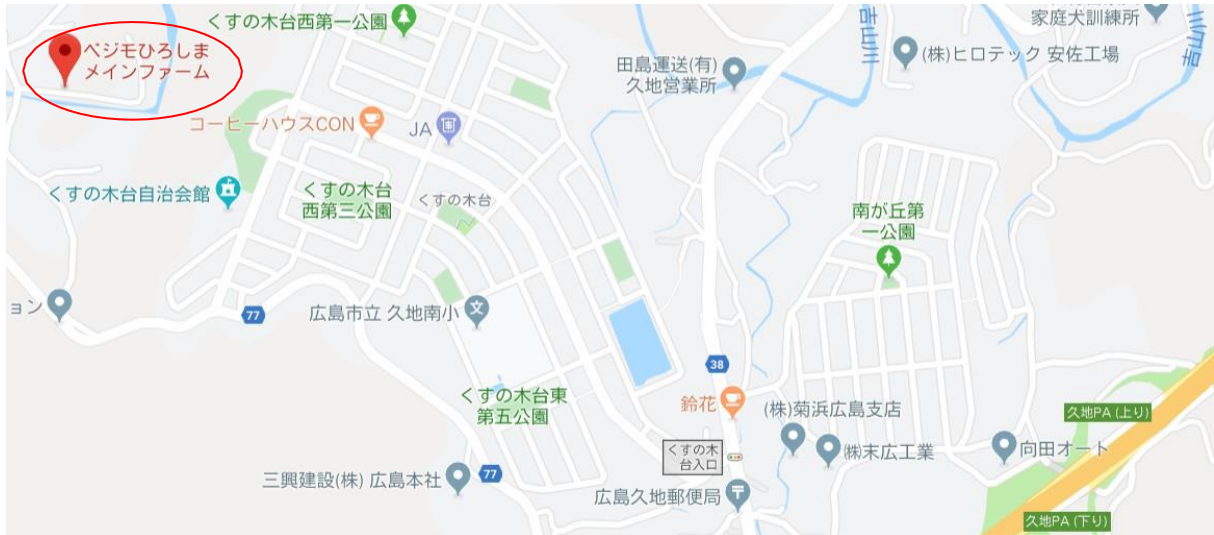 くすの木台西第一公園
家庭犬訓練所
ベジモひろしま
メインファーム
吉山川
(株)ヒロテック 安佐工場
田島運送(有)
久地営業所
コーヒーハウスCON
JA
くすの木台自治会館
くすの木台
西第三公園
くすの木台
南が丘第
一公園
ョン
77
広島市立 久地南小
38
くすの木台東
第五公園
鈴花
(株)菊浜広島支店
久地PA (上り)
くすの木
台入口
㈱末広工業
向田オート
三興建設(株) 広島本社
77
広島久地郵便局
久地PA (下り)